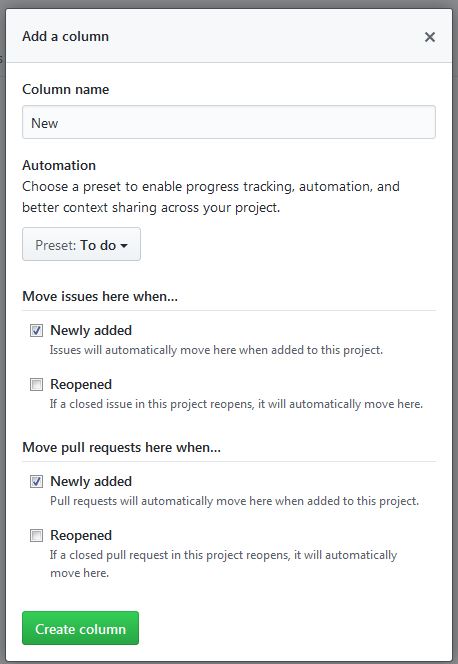 Add a column
×
Column name
New
Automation
Choose a preset to enable progress tracking, automation, and
better context sharing across your project.
Preset: To do
Move issues here when...
Newly added
Issues will automatically move here when added to this project.
Reopened
If a closed issue in this project reopens, it will automatically move here.
Move pull requests here when...
Newly added
Pull requests will automatically move here when added to this project.
Reopened
If a closed pull request in this project reopens, it will automatically
move here.
Create column